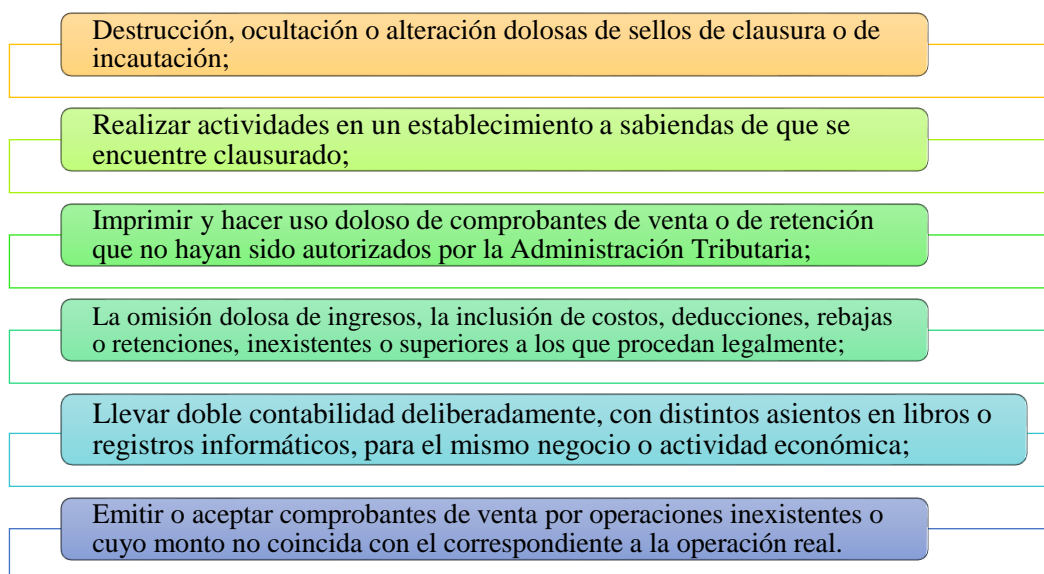 Destrucción, ocultación o alteración dolosas de sellos de clausura o de
incautación;
Realizar actividades en un establecimiento a sabiendas de que se
encuentre clausurado;
Imprimir y hacer uso doloso de comprobantes de venta o de retención
que no hayan sido autorizados por la Administración Tributaria;
La omisión dolosa de ingresos, la inclusión de costos, deducciones, rebajas
o retenciones, inexistentes o superiores a los que procedan legalmente;
Llevar doble contabilidad deliberadamente, con distintos asientos en libros o
registros informáticos, para el mismo negocio o actividad económica;
Emitir o aceptar comprobantes de venta por operaciones inexistentes o
cuyo monto no coincida con el correspondiente a la operación real.